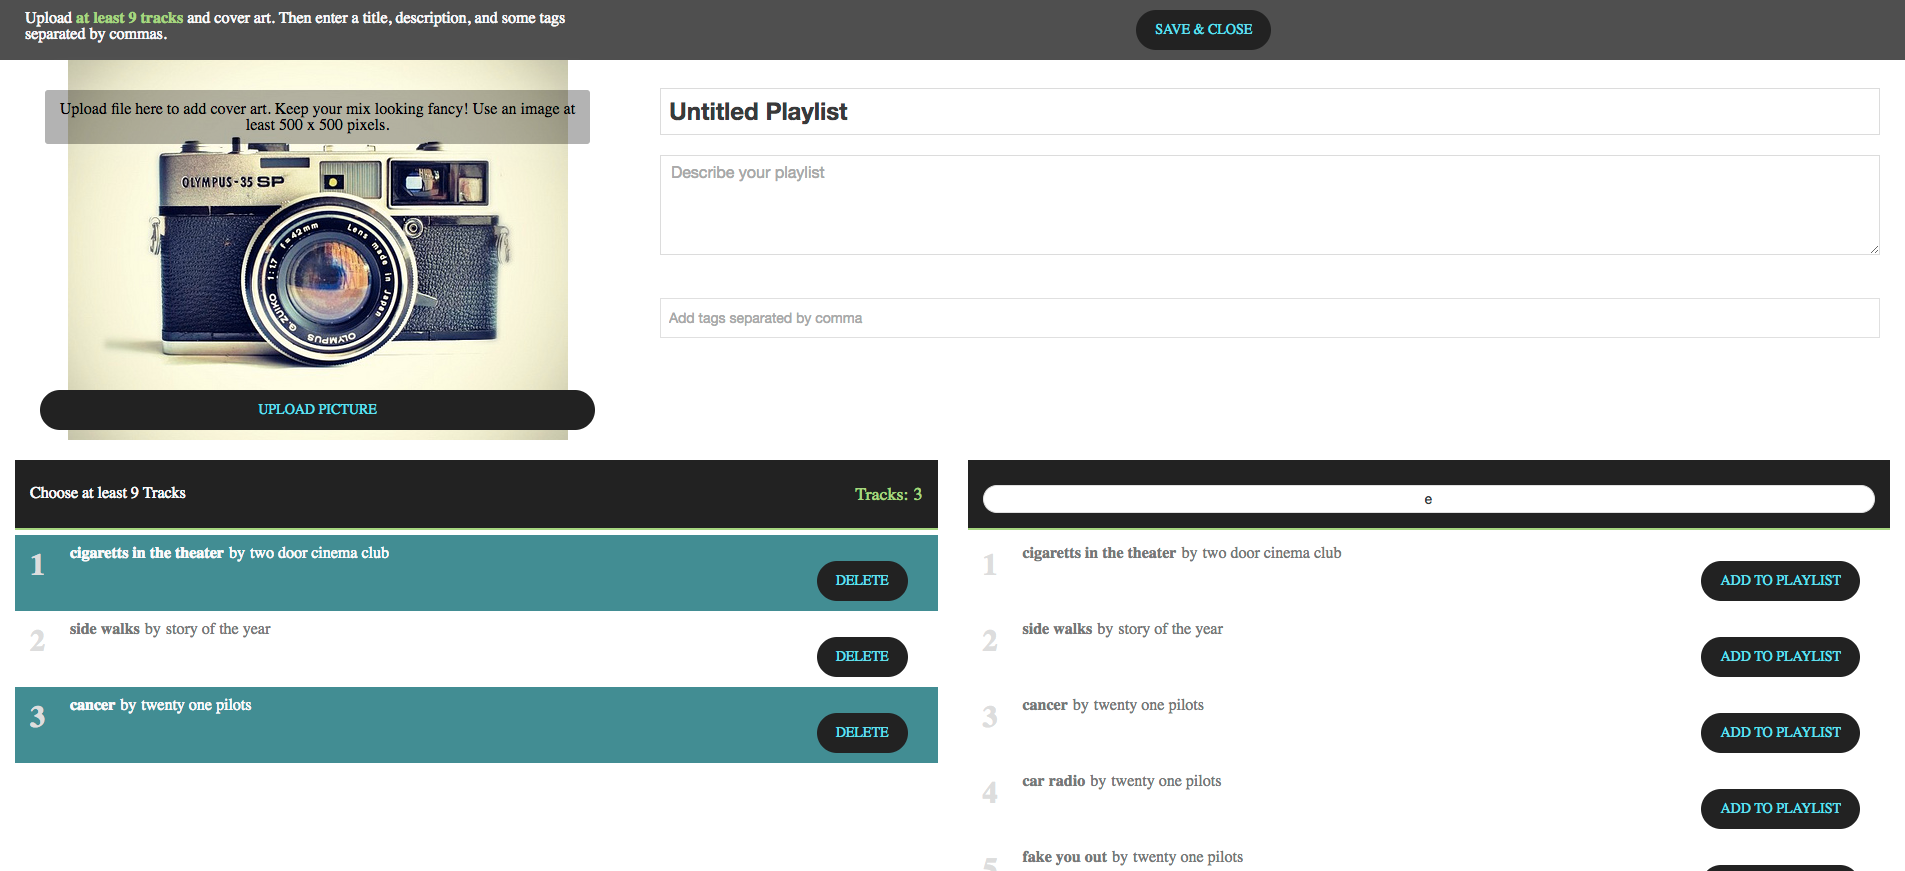 Upload at least 9 tracks and cover art. Then enter a title, description, and some tags
separated by commas.
SAVE & CLOSE
Upload file here to add cover art. Keep your mix looking fancy! Use an image at
least 500 x 500 pixels.
OLYMPUS-35 SP
f=42mm Lens made in Japan
1:1.7
G.ZUIKO
OLYMPUS
UPLOAD PICTURE
Untitled Playlist
Describe your playlist
Add tags separated by comma
Choose at least 9 Tracks
Tracks: 3
1 cigaretts in the theater by two door cinema club
DELETE
2 side walks by story of the year
DELETE
3 cancer by twenty one pilots
DELETE
e
1 cigaretts in the theater by two door cinema club
ADD TO PLAYLIST
2 side walks by story of the year
ADD TO PLAYLIST
3 cancer by twenty one pilots
ADD TO PLAYLIST
4 car radio by twenty one pilots
ADD TO PLAYLIST
5 fake you out by twenty one pilots